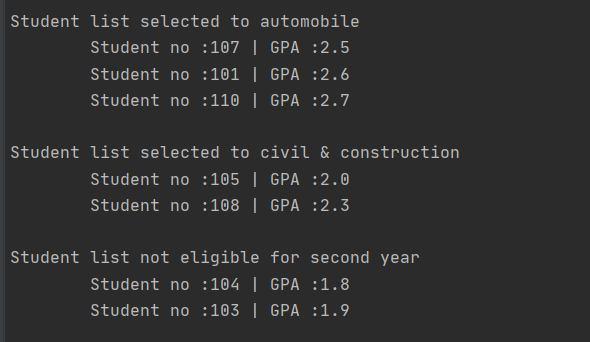 Student list selected to automobile
Student no :107 | GPA :2.5
Student no :101 | GPA :2.6
Student no :110 | GPA :2.7
Student list selected to civil & construction
Student no :105 | GPA :2.0
Student no :108 | GPA :2.3
Student list not eligible for second year
Student no :104 | GPA :1.8
Student no :103 | GPA :1.9